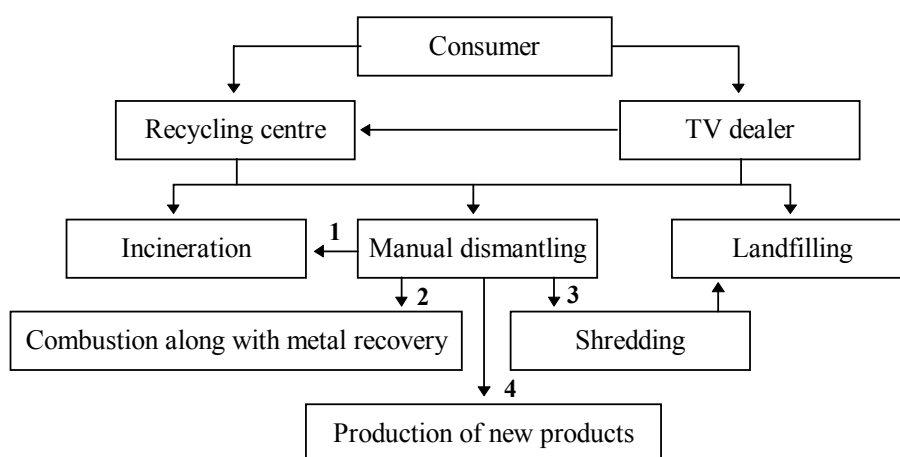 Consumer
Recycling centre
TV dealer
Incineration
1
Manual dismantling
Landfilling
2
3
Combustion along with metal recovery
Shredding
4
Production of new products